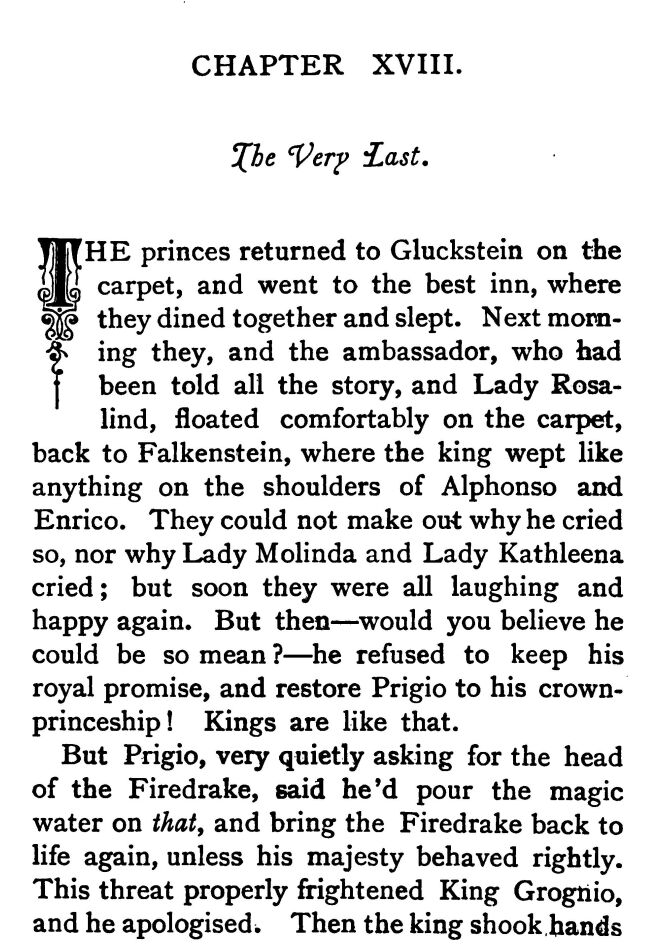 CHAPTER XVIII.
The Very Last.
THE princes returned to Gluckstein on the
carpet, and went to the best inn, where
they dined together and slept. Next morn-
ing they, and the ambassador, who had
been told all the story, and Lady Rosa-
lind, floated comfortably on the carpet,
back to Falkenstein, where the king wept like
anything on the shoulders of Alphonso and
Enrico. They could not make out why he cried
so, nor why Lady Molinda and Lady Kathleena
cried; but soon they were all laughing and
happy again. But then—would you believe he
could be so mean?—he refused to keep his
royal promise, and restore Prigio to his crown-
princeship! Kings are like that.
But Prigio, very quietly asking for the head
of the Firedrake, said he'd pour the magic
water on that, and bring the Firedrake back to
life again, unless his majesty behaved rightly.
This threat properly frightened King Grognio,
and he apologised. Then the king shook hands